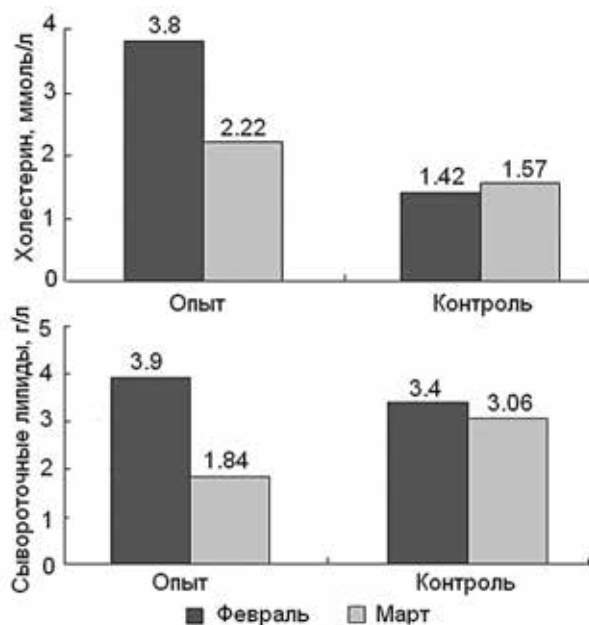 Холестерин, ммоль/л
4
3
2
1
0
3.8
2.22
1.42
1.57
Опыт
Контроль
Сывороточные липиды, г/л
5
4
3
2
1
0
3.9
1.84
3.4
3.06
Опыт
Контроль
Февраль
Март